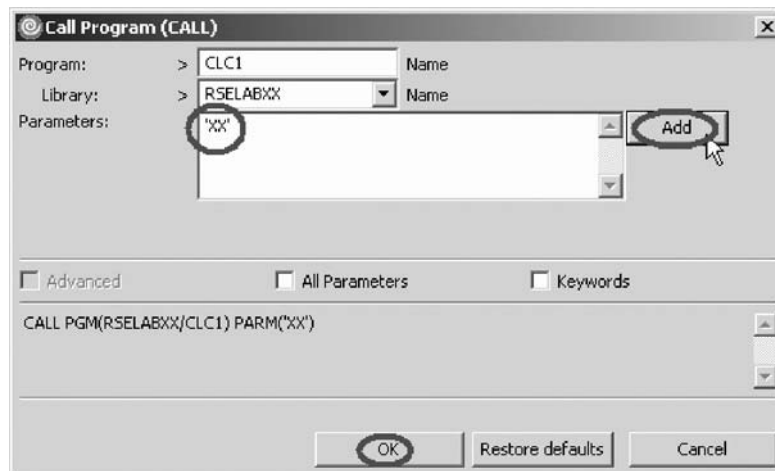 Call Program (CALL)
Program: > CLC1 Name
Library: > RSELABXX Name
Parameters: 'XX' Add
Advanced All Parameters Keywords
CALL PGM(RSELABXX/CLC1) PARM('XX')
OK Restore defaults Cancel